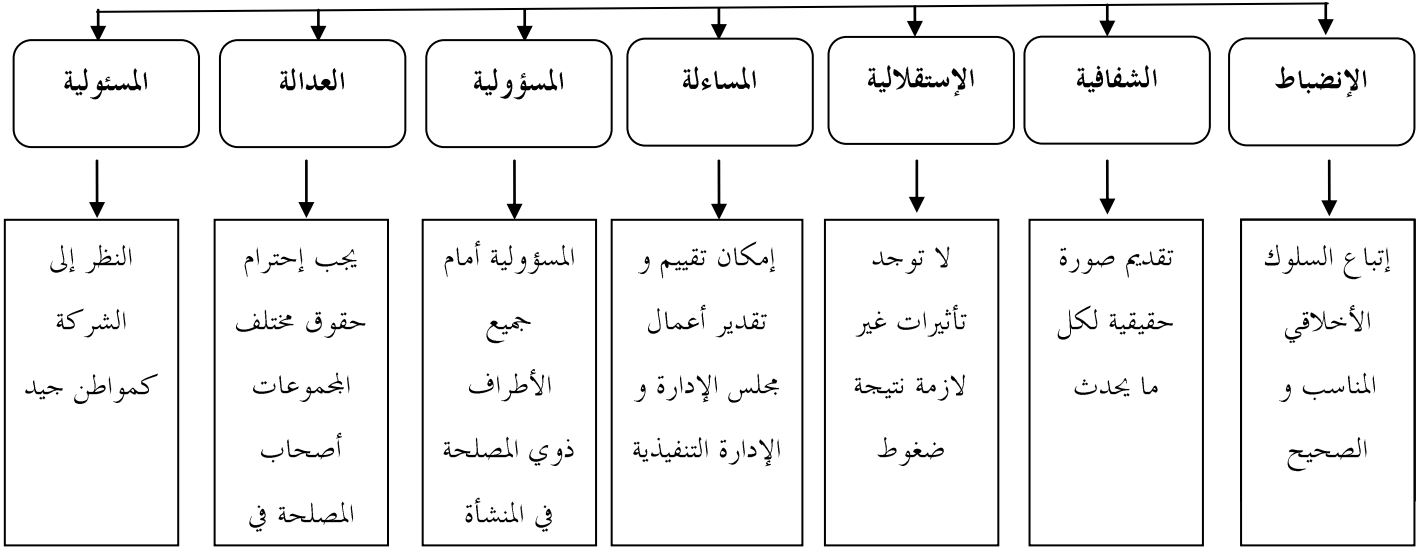 الإنضباط
الشفافية
الإستقلالية
المساءلة
المسؤولية
العدالة
المسئولية
إتباع السلوك
الأخلاقي
المناسب و
الصحيح
تقديم صورة
حقيقية لكل
ما يحدث
لا توجد
تأثيرات غير
لازمة نتيجة
ضغوط
إمكان تقييم و
تقدير أعمال
مجلس الإدارة و
الإدارة التنفيذية
المسؤولية أمام
جميع
الأطراف
ذوي المصلحة
في المنشأة
يجب إحترام
حقوق مختلف
المجموعات
أصحاب
المصلحة في
النظر إلى
الشركة
كمواطن جيد